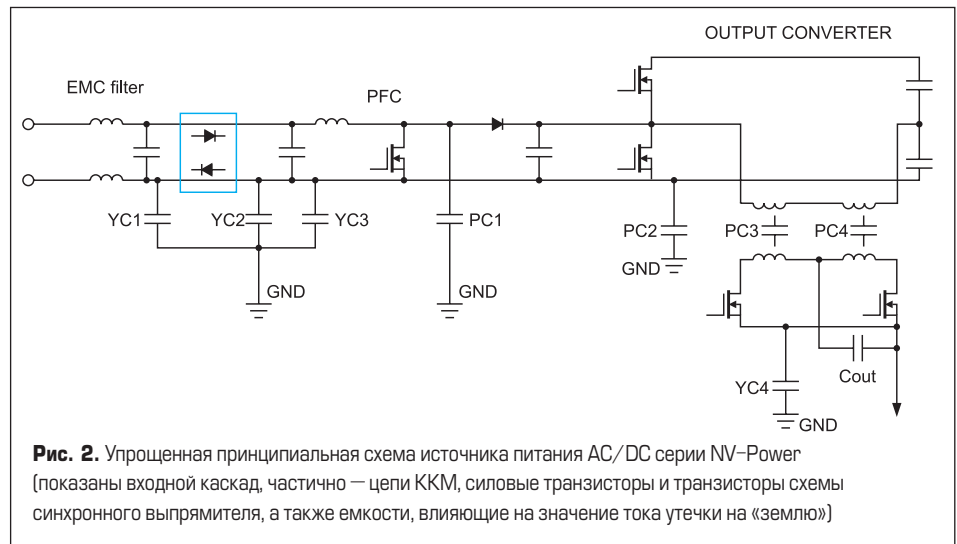 OUTPUT CONVERTER
EMC filter
PFC
YC1
YC2
YC3
PC1
PC2
PC3
PC4
GND
GND
YC4
Cout
GND
Рис. 2. Упрощенная принципиальная схема источника питания AC/DC серии NV–Power
(показаны входной каскад, частично — цепи ККМ, силовые транзисторы и транзисторы схемы
синхронного выпрямителя, а также емкости, влияющие на значение тока утечки на «землю»)